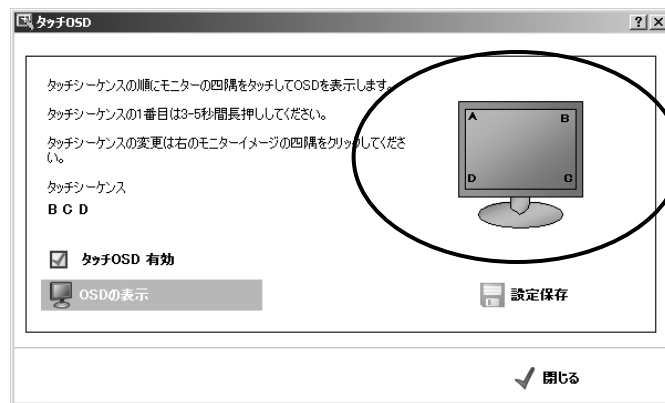 タッチOSD
タッチシーケンスの順にモニターの四隅をタッチしてOSDを表示します。
タッチシーケンスの1番目は3-5秒間長押ししてください。
タッチシーケンスの変更は右のモニターイメージの四隅をクリックしてくださ
い。
A B
D C
タッチシーケンス
B C D
タッチOSD 有効
OSDの表示
設定保存
閉じる